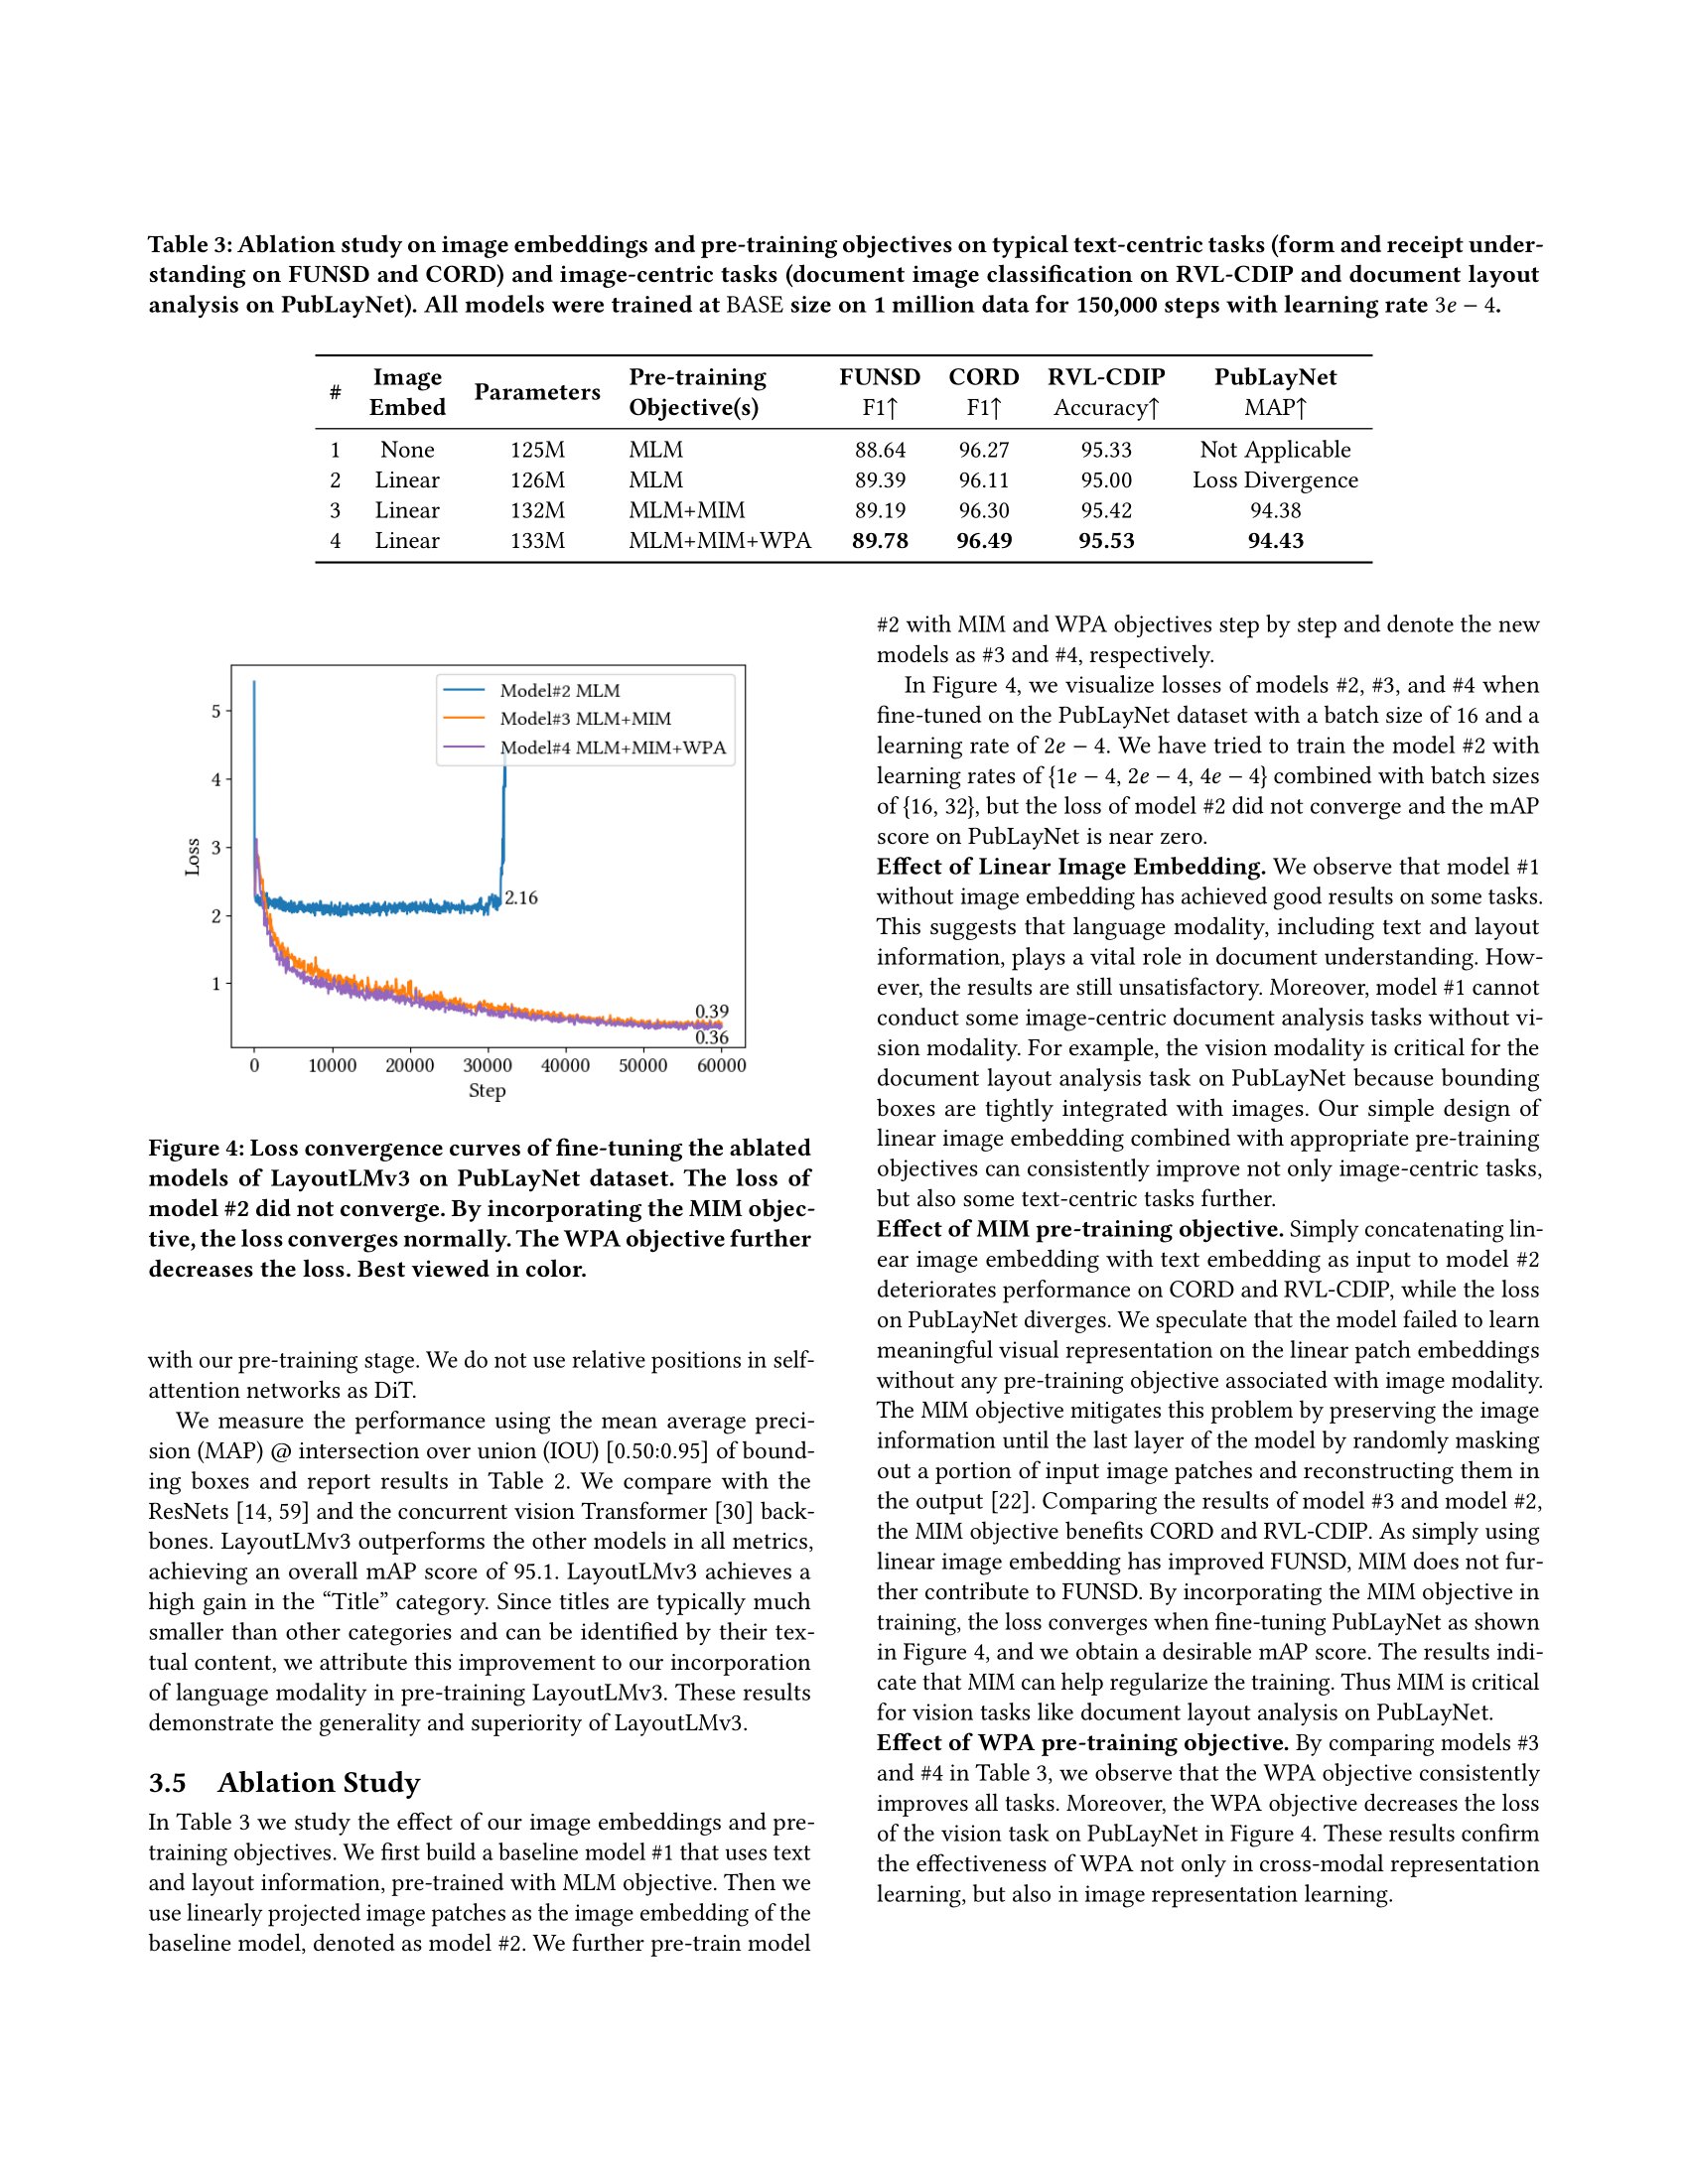 Table 3: Ablation study on image embeddings and pre-training objectives on typical text-centric tasks (form and receipt under-
standing on FUNSD and CORD) and image-centric tasks (document image classification on RVL-CDIP and document layout
analysis on PubLayNet). All models were trained at BASE size on 1 million data for 150,000 steps with learning rate 3e − 4.
# Image Embed Parameters Pre-training Objective(s) FUNSD F1↑ CORD F1↑ RVL-CDIP Accuracy↑ PubLayNet MAP↑
1 None 125M MLM 88.64 96.27 95.33 Not Applicable
2 Linear 126M MLM 89.39 96.11 95.00 Loss Divergence
3 Linear 132M MLM+MIM 89.19 96.30 95.42 94.38
4 Linear 133M MLM+MIM+WPA 89.78 96.49 95.53 94.43
Model#2 MLM
Model#3 MLM+MIM
Model#4 MLM+MIM+WPA
5
4
3
2
1
Loss
2.16
0.39
0.36
0 10000 20000 30000 40000 50000 60000
Step
Figure 4: Loss convergence curves of fine-tuning the ablated
models of LayoutLMv3 on PubLayNet dataset. The loss of
model #2 did not converge. By incorporating the MIM objec-
tive, the loss converges normally. The WPA objective further
decreases the loss. Best viewed in color.
with our pre-training stage. We do not use relative positions in self-
attention networks as DiT.
We measure the performance using the mean average preci-
sion (MAP) @ intersection over union (IOU) [0.50:0.95] of bound-
ing boxes and report results in Table 2. We compare with the
ResNets [14, 59] and the concurrent vision Transformer [30] back-
bones. LayoutLMv3 outperforms the other models in all metrics,
achieving an overall mAP score of 95.1. LayoutLMv3 achieves a
high gain in the “Title” category. Since titles are typically much
smaller than other categories and can be identified by their tex-
tual content, we attribute this improvement to our incorporation
of language modality in pre-training LayoutLMv3. These results
demonstrate the generality and superiority of LayoutLMv3.
3.5 Ablation Study
In Table 3 we study the effect of our image embeddings and pre-
training objectives. We first build a baseline model #1 that uses text
and layout information, pre-trained with MLM objective. Then we
use linearly projected image patches as the image embedding of the
baseline model, denoted as model #2. We further pre-train model
#2 with MIM and WPA objectives step by step and denote the new
models as #3 and #4, respectively.
In Figure 4, we visualize losses of models #2, #3, and #4 when
fine-tuned on the PubLayNet dataset with a batch size of 16 and a
learning rate of 2e − 4. We have tried to train the model #2 with
learning rates of {1e − 4, 2e − 4, 4e − 4} combined with batch sizes
of {16, 32}, but the loss of model #2 did not converge and the mAP
score on PubLayNet is near zero.
Effect of Linear Image Embedding. We observe that model #1
without image embedding has achieved good results on some tasks.
This suggests that language modality, including text and layout
information, plays a vital role in document understanding. How-
ever, the results are still unsatisfactory. Moreover, model #1 cannot
conduct some image-centric document analysis tasks without vi-
sion modality. For example, the vision modality is critical for the
document layout analysis task on PubLayNet because bounding
boxes are tightly integrated with images. Our simple design of
linear image embedding combined with appropriate pre-training
objectives can consistently improve not only image-centric tasks,
but also some text-centric tasks further.
Effect of MIM pre-training objective. Simply concatenating lin-
ear image embedding with text embedding as input to model #2
deteriorates performance on CORD and RVL-CDIP, while the loss
on PubLayNet diverges. We speculate that the model failed to learn
meaningful visual representation on the linear patch embeddings
without any pre-training objective associated with image modality.
The MIM objective mitigates this problem by preserving the image
information until the last layer of the model by randomly masking
out a portion of input image patches and reconstructing them in
the output [22]. Comparing the results of model #3 and model #2,
the MIM objective benefits CORD and RVL-CDIP. As simply using
linear image embedding has improved FUNSD, MIM does not fur-
ther contribute to FUNSD. By incorporating the MIM objective in
training, the loss converges when fine-tuning PubLayNet as shown
in Figure 4, and we obtain a desirable mAP score. The results indi-
cate that MIM can help regularize the training. Thus MIM is critical
for vision tasks like document layout analysis on PubLayNet.
Effect of WPA pre-training objective. By comparing models #3
and #4 in Table 3, we observe that the WPA objective consistently
improves all tasks. Moreover, the WPA objective decreases the loss
of the vision task on PubLayNet in Figure 4. These results confirm
the effectiveness of WPA not only in cross-modal representation
learning, but also in image representation learning.